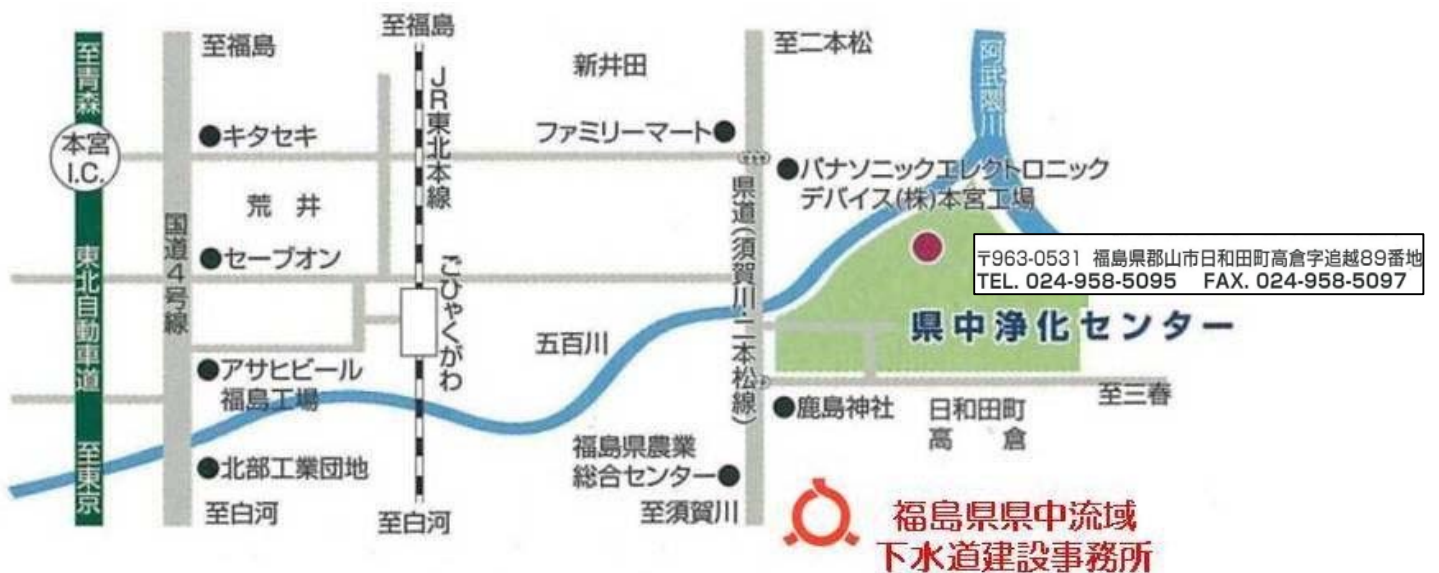 至福島
至青森
至福島
至二本松
新井田
阿武隈川
JR東北本線
キタセキ
ファミリーマート
本宮
I.C.
パナソニックエレクトロニック
デバイス(株)本宮工場
荒 井
県道(須賀川・二本松線)
国道4号線
セーブオン
東北自動車道
ごひゃくがわ
〒963-0531 福島県郡山市日和田町高倉字追越89番地
TEL. 024-958-5095 FAX. 024-958-5097
県中浄化センター
五百川
アサヒビール
福島工場
至三春
鹿島神社
日和田町
高 倉
福島県農業
総合センター
北部工業団地
至東京
至白河
至白河
至須賀川
福島県県中流域
下水道建設事務所